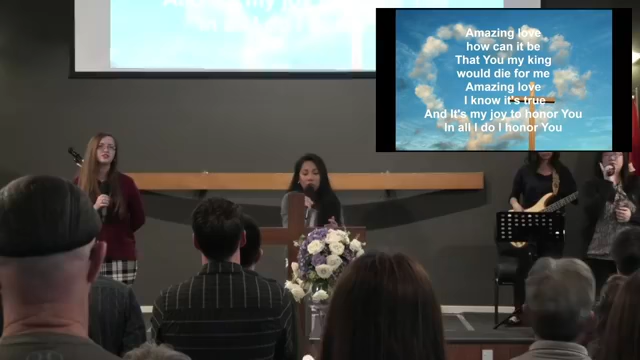 Amazing love
how can it be
That You my king
would die for me
Amazing love
I know it's true
And It's my joy to honor You
In all I do I honor You